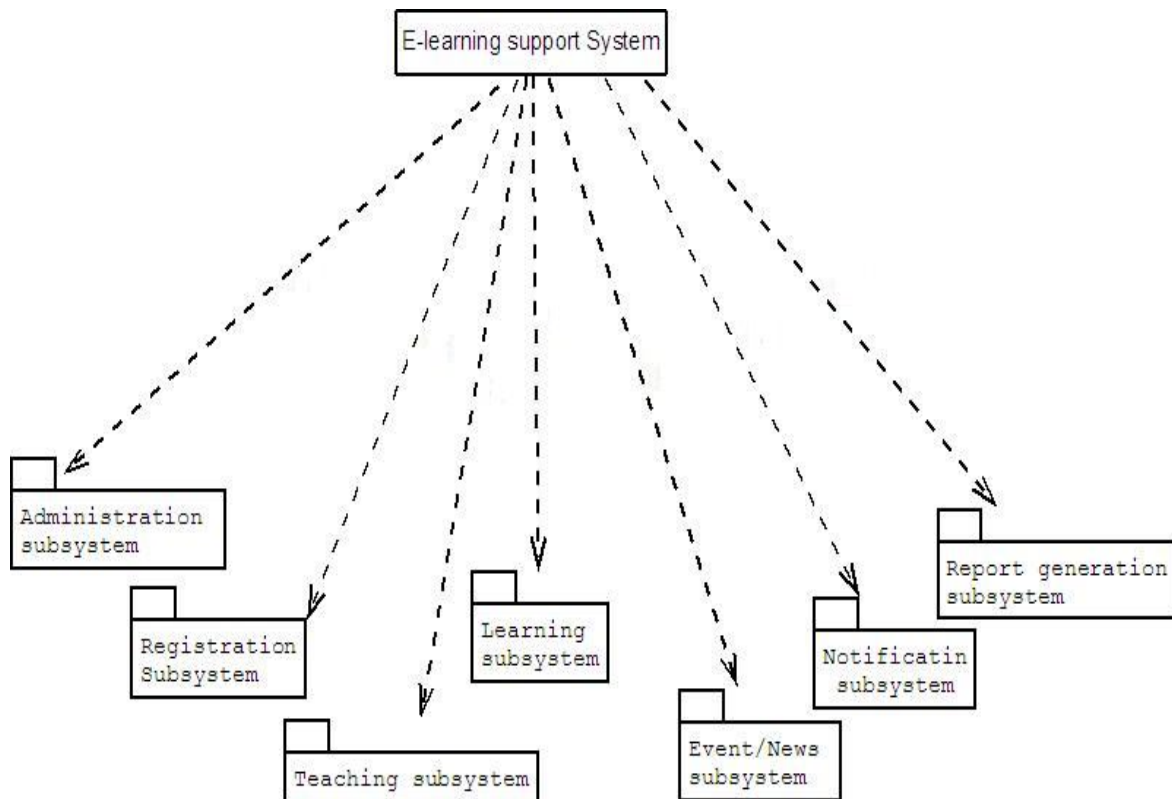 E-learning support System
Administration
subsystem
Registration
Subsystem
Teaching subsystem
Learning
subsystem
Event/News
subsystem
Notificatin
subsystem
Report generation
subsystem